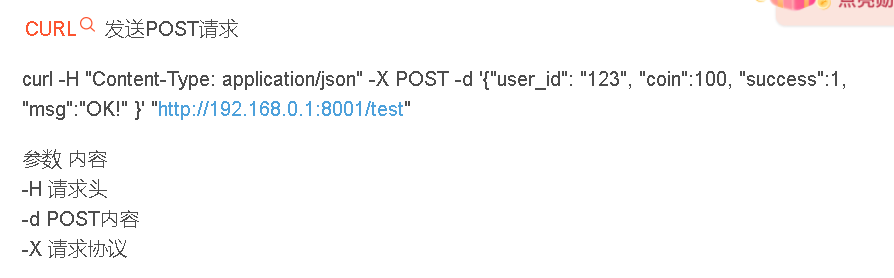 CURL 发送POST请求
curl -H "Content-Type: application/json" -X POST -d '{"user_id": "123", "coin":100, "success":1,
"msg":"OK!" }' "http://192.168.0.1:8001/test"
参数 内容
-H 请求头
-d POST内容
-X 请求协议